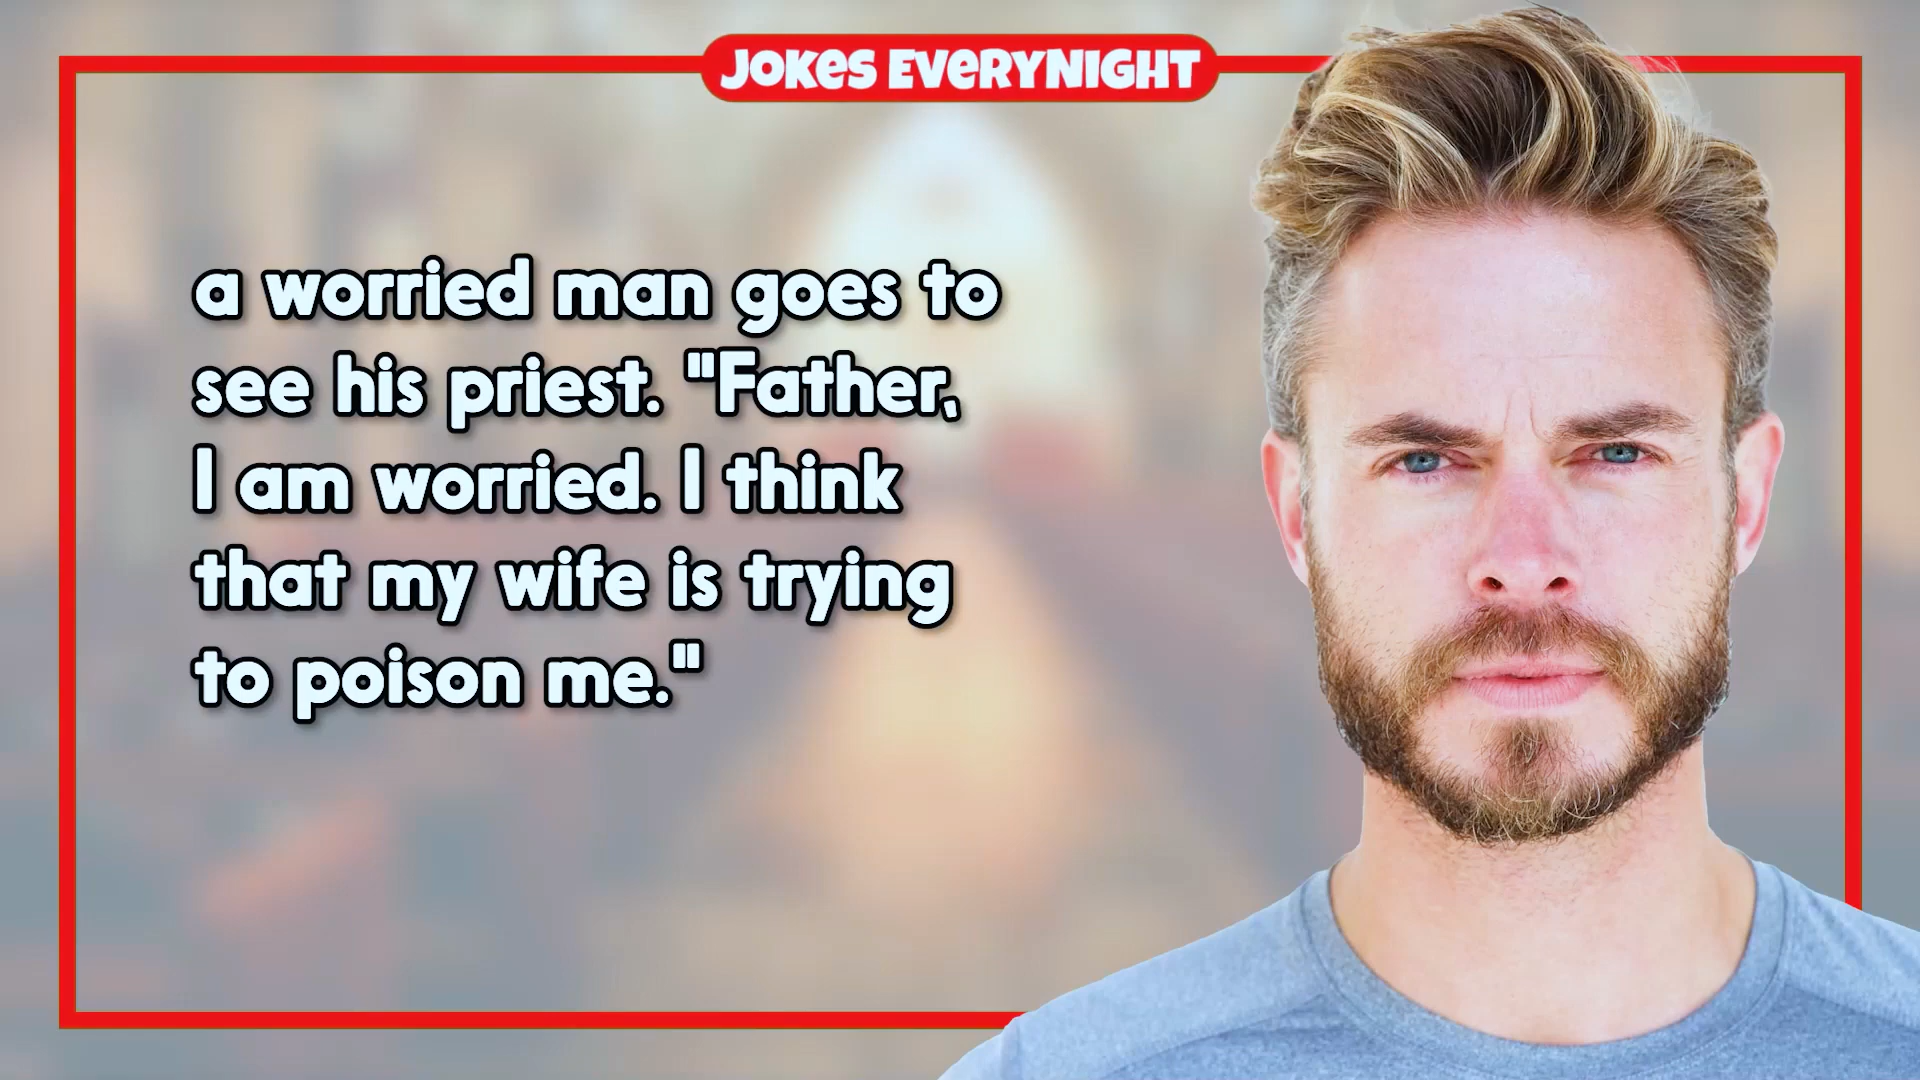 JOKES EVERYNIGHT
a worried man goes to
see his priest. "Father,
I am worried. I think
that my wife is trying
to poison me."